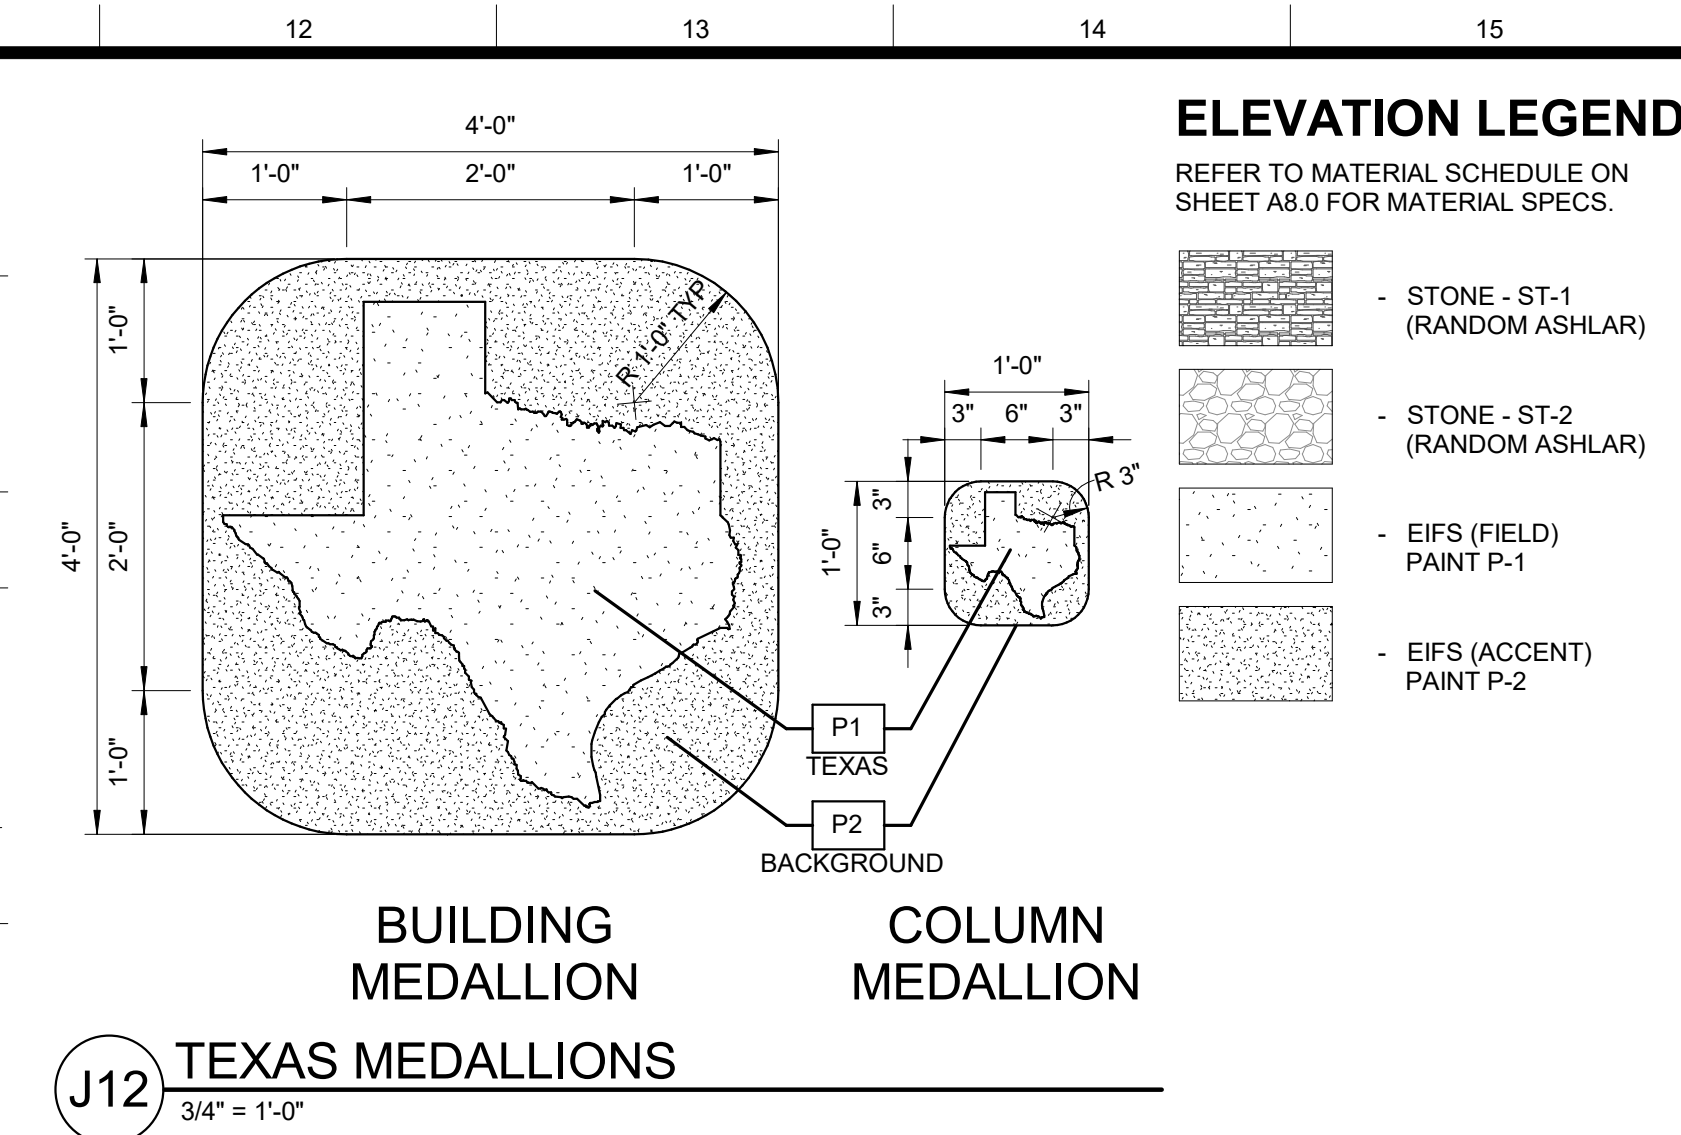 12
13
14
15
4'-0"
1'-0"
2'-0"
1'-0"
4'-0"
1'-0"
2'-0"
1'-0"
R 1'-0" TYP
1'-0"
3"
6"
3"
1'-0"
3"
6"
3"
R 3"
P1
TEXAS
P2
BACKGROUND
BUILDING
MEDALLION
COLUMN
MEDALLION
J12
TEXAS MEDALLIONS
3/4" = 1'-0"
ELEVATION LEGEND
REFER TO MATERIAL SCHEDULE ON
SHEET A8.0 FOR MATERIAL SPECS.
- STONE - ST-1
(RANDOM ASHLAR)
- STONE - ST-2
(RANDOM ASHLAR)
- EIFS (FIELD)
PAINT P-1
- EIFS (ACCENT)
PAINT P-2